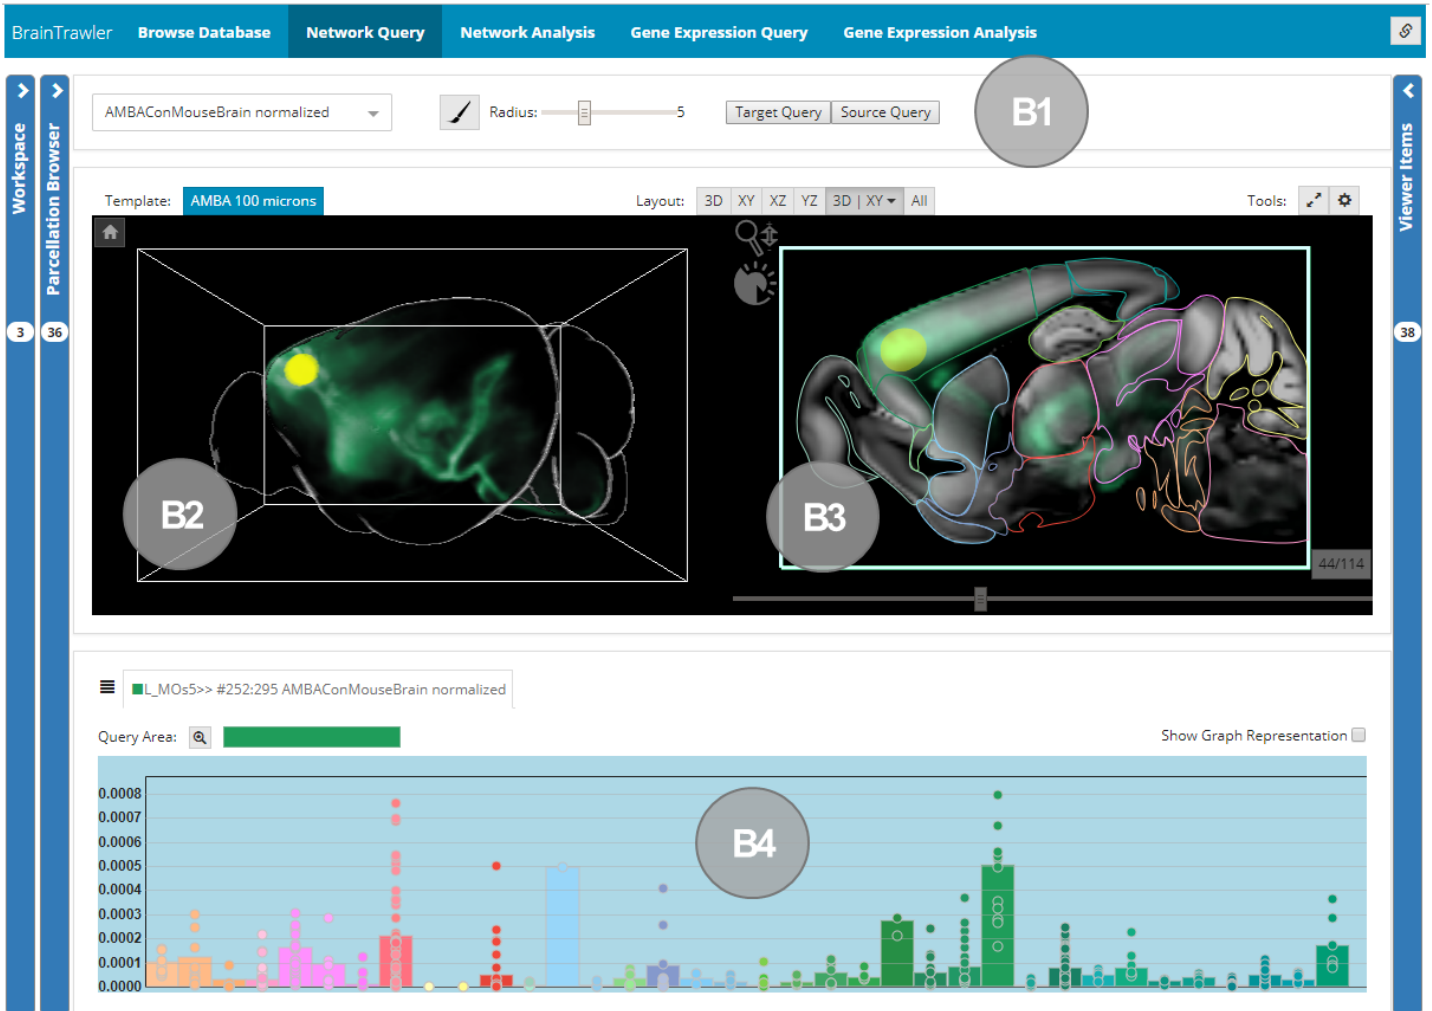 BrainTrawler Browse Database Network Query Network Analysis Gene Expression Query Gene Expression Analysis
Workspace
3
Parcellation Browser
36
AMBAConMouseBrain normalized Radius: 5 Target Query Source Query
B1
Viewer Items
38
Template: AMBA 100 microns Layout: 3D XY XZ YZ 3D | XY All Tools:
B2
B3
44/114
L_MOs5>> #252:295 AMBAConMouseBrain normalized
Query Area: Show Graph Representation
0.0008
0.0007
0.0006
0.0005
0.0004
0.0003
0.0002
0.0001
0.0000
B4